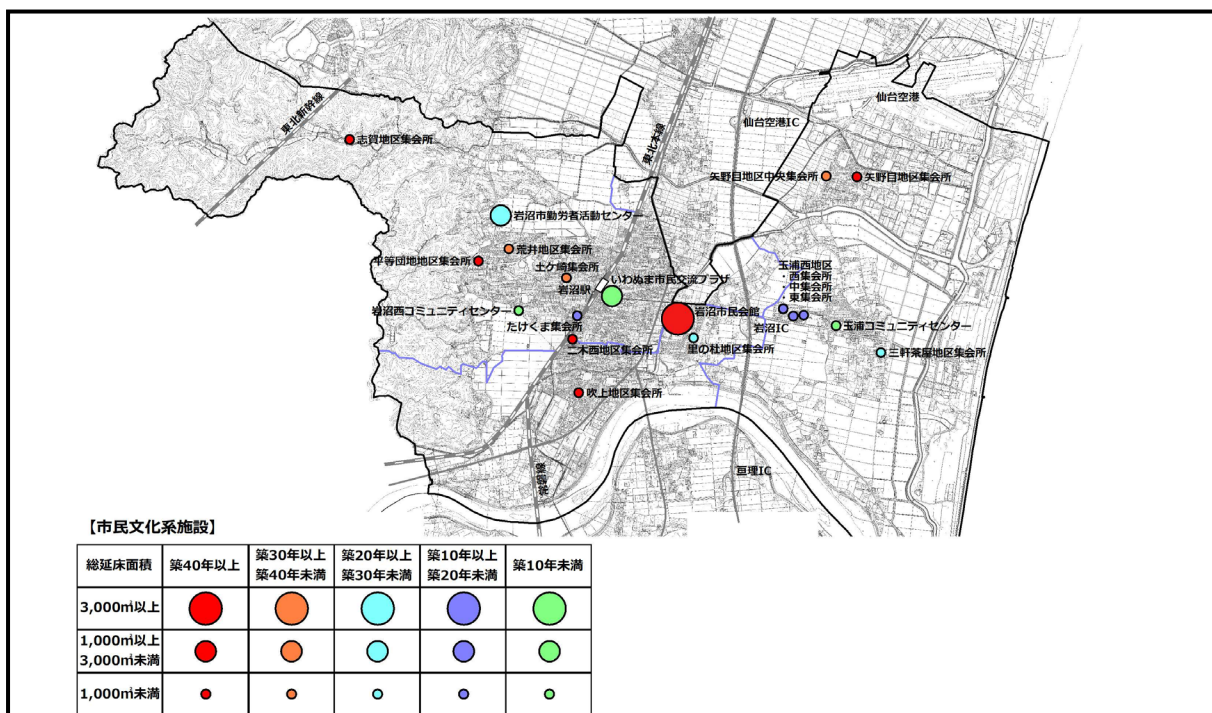 仙台空港
東北新幹線
仙台空港IC
東北本線
志賀地区集会所
矢野目地区中央集会所
矢野目地区集会所
岩沼市勤労者活動センター
荒井地区集会所
平等団地地区集会所
土ケ崎集会所
いわぬま市民交流プラザ
岩沼駅
玉浦西地区
・西集会所
・中集会所
・東集会所
岩沼西コミュニティセンター
たけくま集会所
岩沼市民会館
岩沼IC
玉浦コミュニティセンター
二木西地区集会所
里の杜地区集会所
三軒茶屋地区集会所
吹上地区集会所
常磐線
亘理IC
【市民文化系施設】
総延床面積 築40年以上 築30年以上 築40年未満 築20年以上 築30年未満 築10年以上 築20年未満 築10年未満
3,000㎡以上
1,000㎡以上
3,000㎡未満
1,000㎡未満